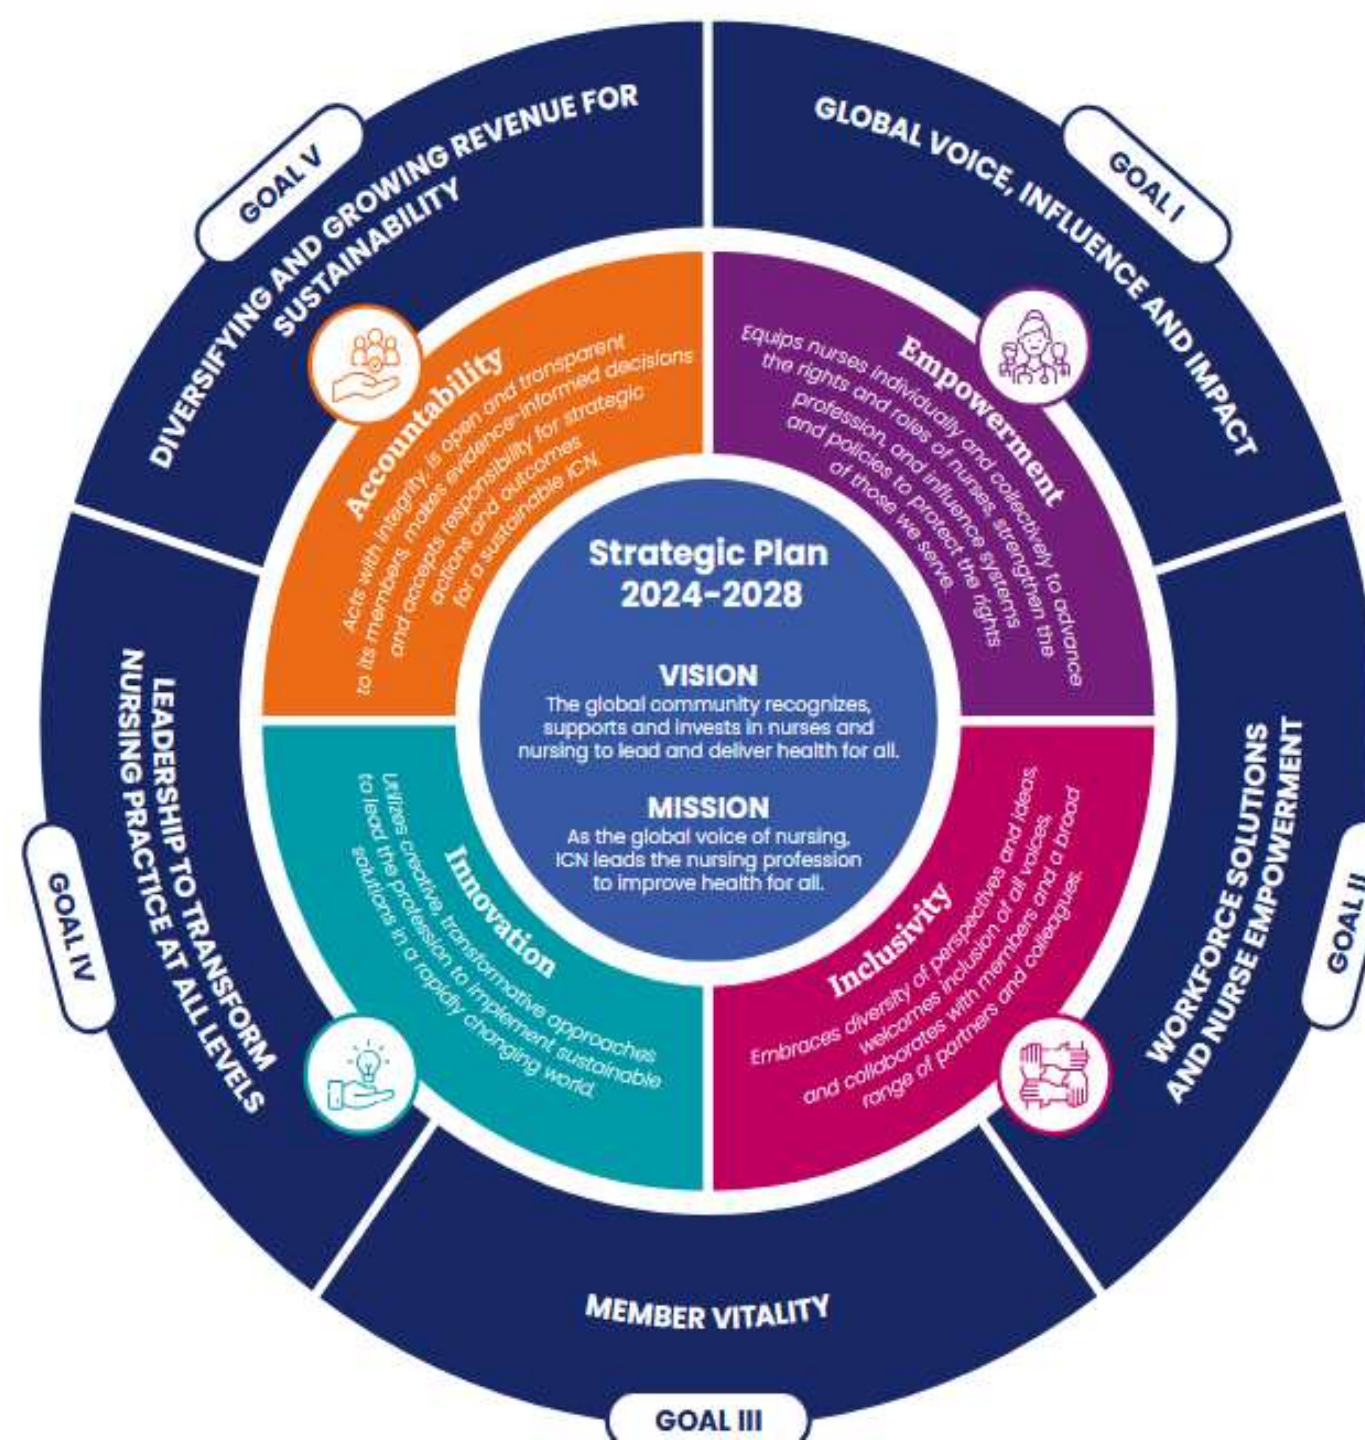 Strategic Plan
2024-2028
VISION
The global community recognizes,
supports and invests in nurses and
nursing to lead and deliver health for all.
MISSION
As the global voice of nursing,
ICN leads the nursing profession
to improve health for all.
Empowerment
Equips nurses individually and collectively to advance
the rights and roles of nurses, strengthen the
profession, and influence systems
and policies to protect the rights
of those we serve.
Inclusivity
Embraces diversity of perspectives and ideas,
welcomes inclusion of all voices,
and collaborates with members and a broad
range of partners and colleagues.
Innovation
Utilizes creative, transformative approaches
to lead the profession to implement sustainable
solutions in a rapidly changing world.
Accountability
Acts with integrity, is open and transparent
to its members, makes evidence-informed decisions
and accepts responsibility for strategic
actions and outcomes
for a sustainable ICN.
GOAL I
GLOBAL VOICE, INFLUENCE AND IMPACT
GOAL II
WORKFORCE SOLUTIONS
AND NURSE EMPOWERMENT
GOAL III
MEMBER VITALITY
GOAL IV
LEADERSHIP TO TRANSFORM
NURSING PRACTICE AT ALL LEVELS
GOAL V
DIVERSIFYING AND GROWING REVENUE FOR
SUSTAINABILITY